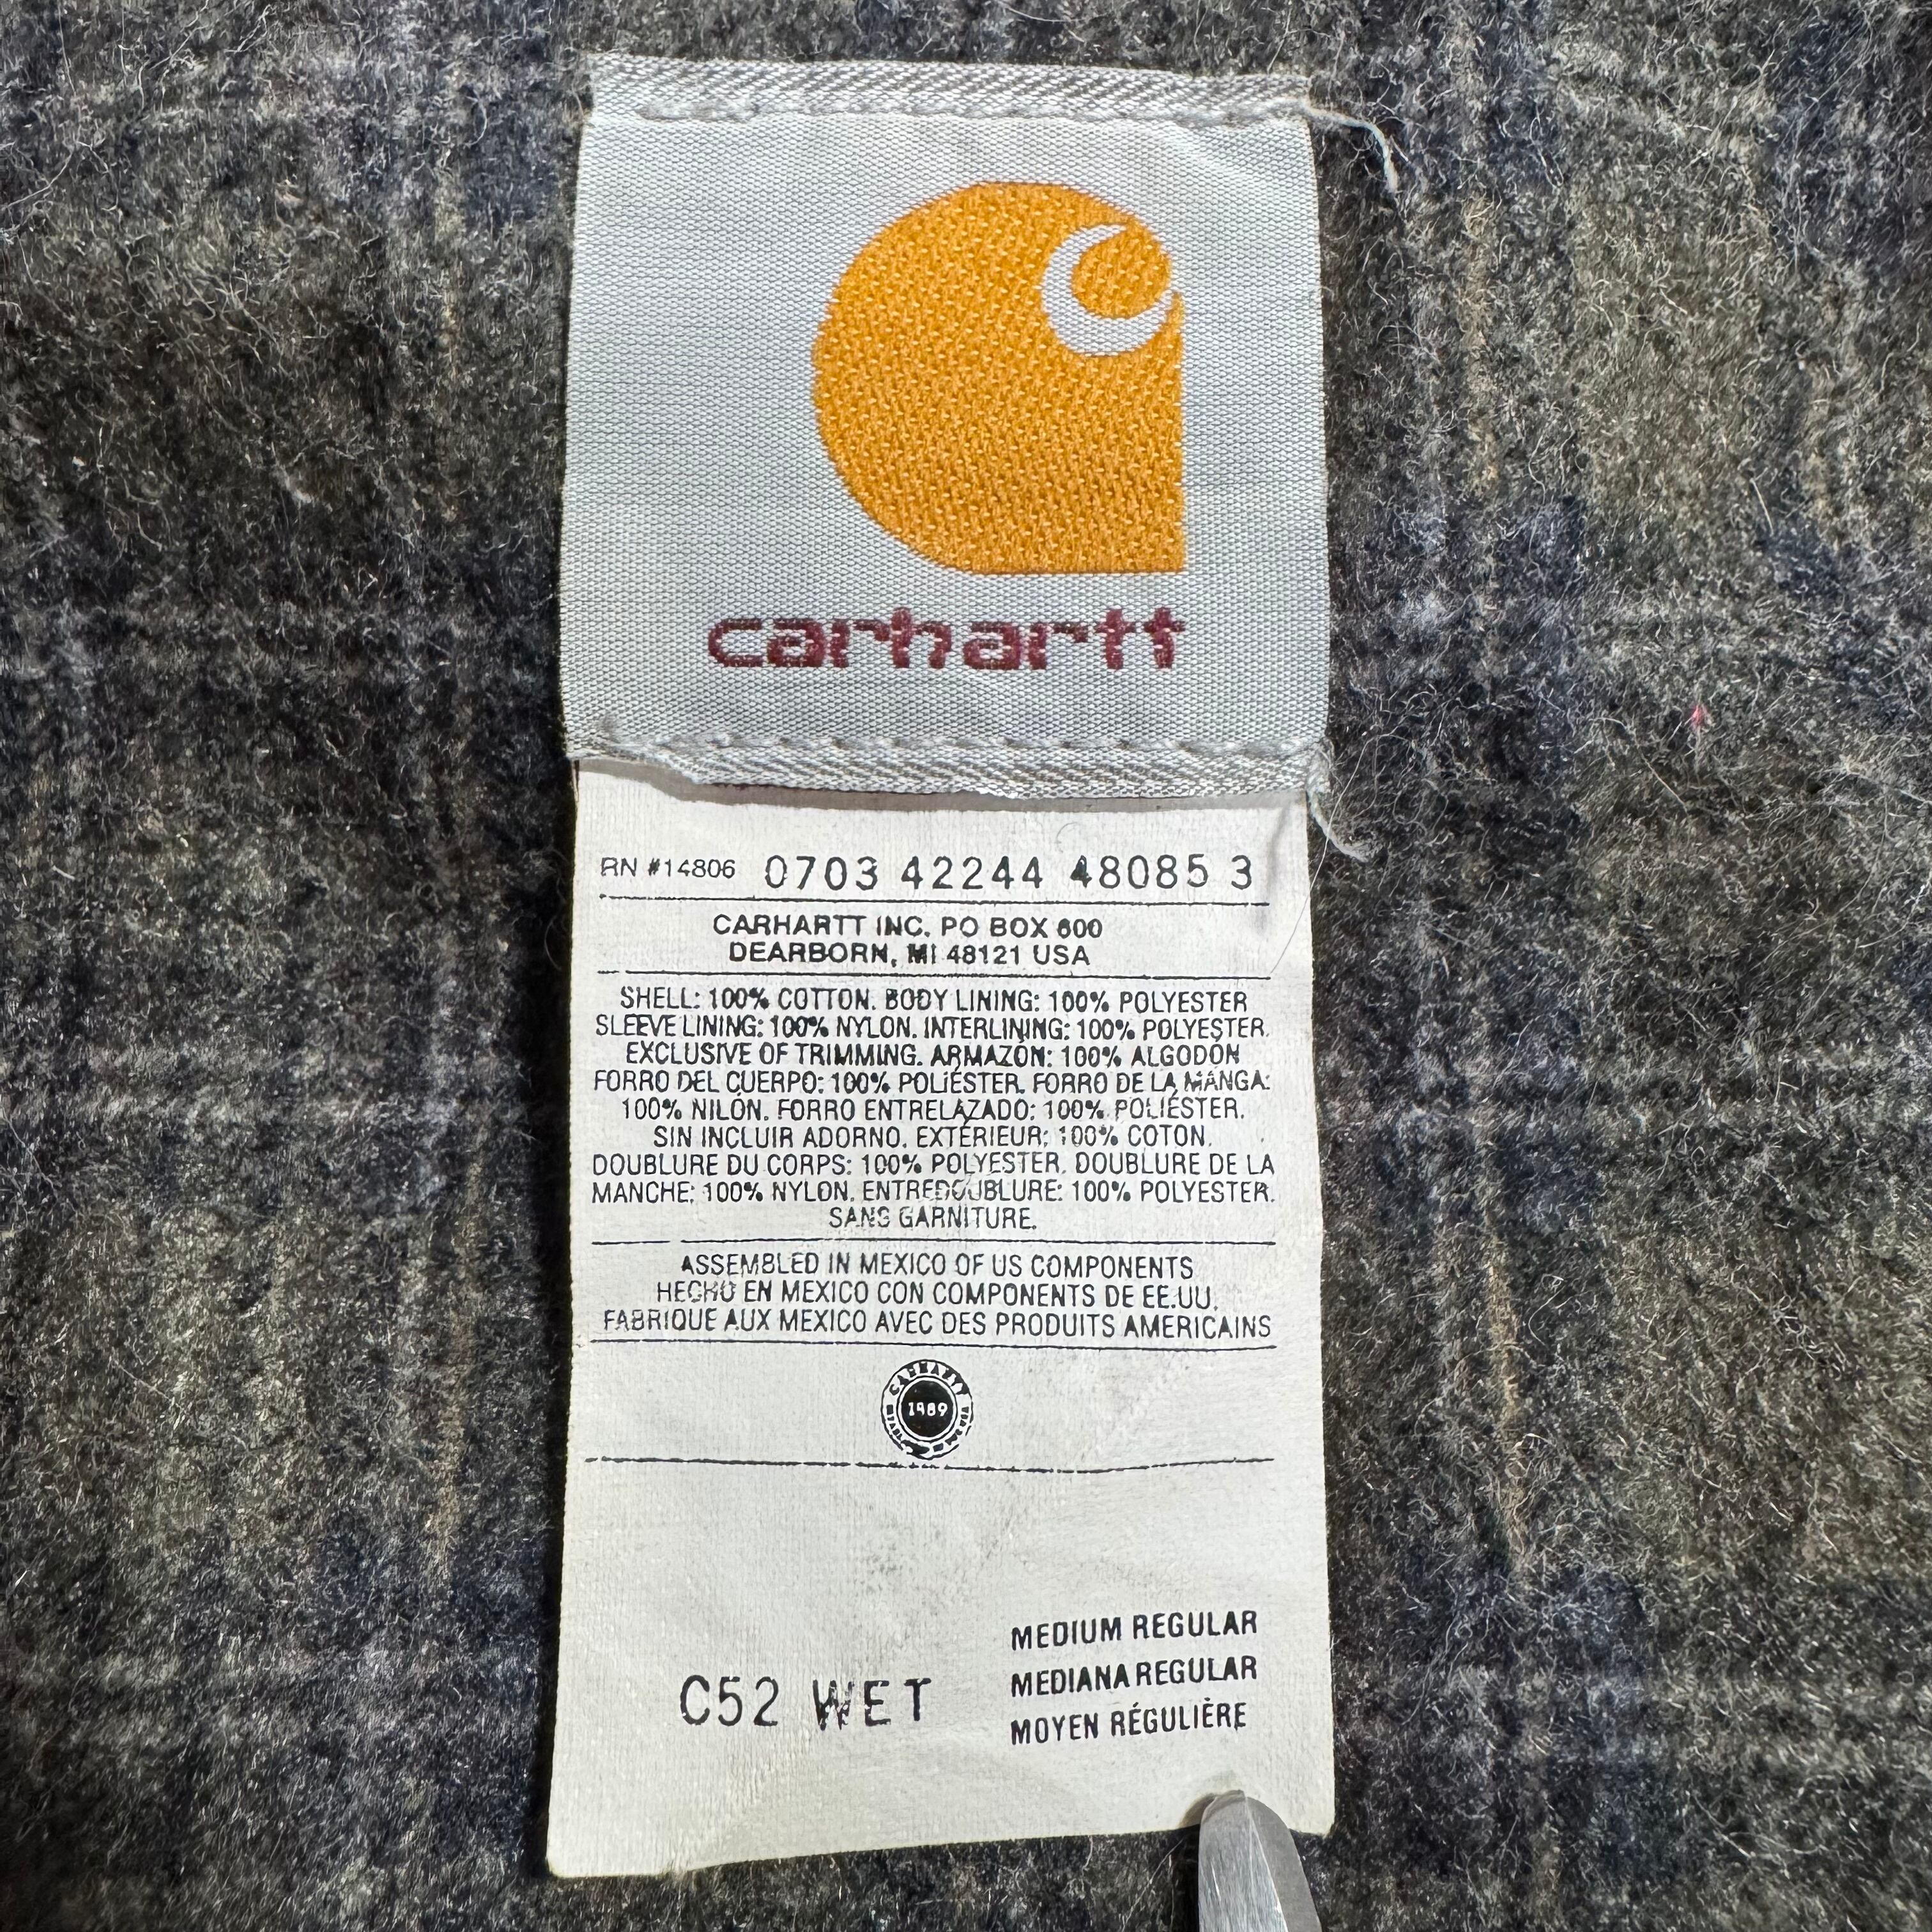 carhartt
RN #14806 0703 42244 48085 3
CARHARTT INC. PO BOX 600
DEARBORN, MI 48121 USA
SHELL: 100% COTTON. BODY LINING: 100% POLYESTER
SLEEVE LINING: 100% NYLON. INTERLINING: 100% POLYESTER.
EXCLUSIVE OF TRIMMING. ARMAZÓN: 100% ALGODÓN
FORRO DEL CUERPO: 100% POLIÉSTER. FORRO DE LA MANGA:
100% NILÓN. FORRO ENTRELAZADO: 100% POLIÉSTER.
SIN INCLUIR ADORNO. EXTÉRIEUR: 100% COTON.
DOUBLURE DU CORPS: 100% POLYESTER. DOUBLURE DE LA
MANCHE: 100% NYLON. ENTREDOUBLURE: 100% POLYESTER.
SANS GARNITURE.
ASSEMBLED IN MEXICO OF US COMPONENTS
HECHO EN MEXICO CON COMPONENTS DE EE.UU.
FABRIQUE AUX MEXICO AVEC DES PRODUITS AMERICAINS
CARHARTT
1989
C52 WET
MEDIUM REGULAR
MEDIANA REGULAR
MOYEN RÉGULIÈRE